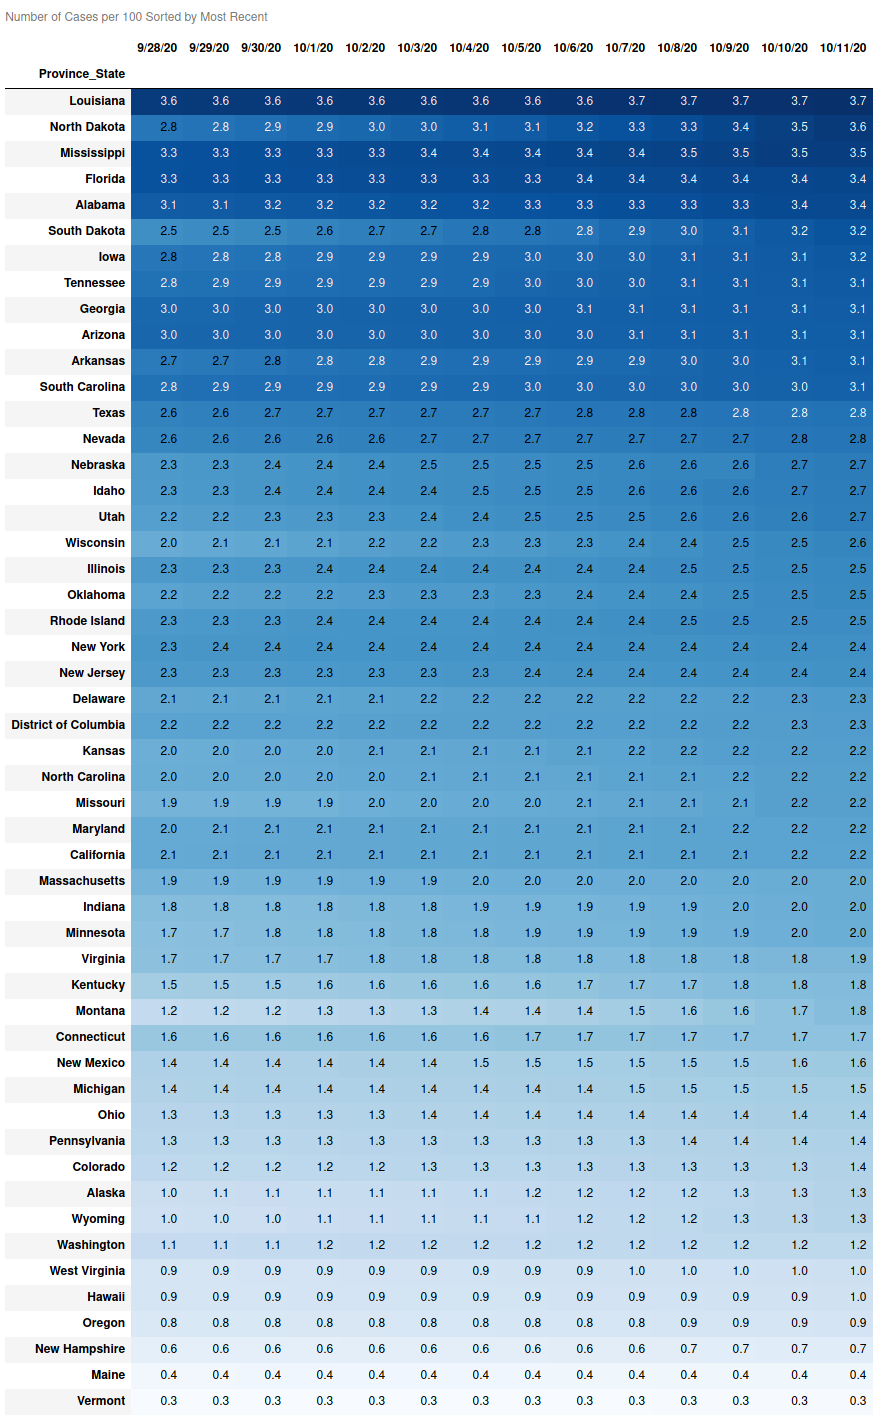 Number of Cases per 100 Sorted by Most Recent
9/28/20 9/29/20 9/30/20 10/1/20 10/2/20 10/3/20 10/4/20 10/5/20 10/6/20 10/7/20 10/8/20 10/9/20 10/10/20 10/11/20
Province_State
Louisiana 3.6 3.6 3.6 3.6 3.6 3.6 3.6 3.6 3.6 3.7 3.7 3.7 3.7 3.7
North Dakota 2.8 2.8 2.9 2.9 3.0 3.0 3.1 3.1 3.2 3.3 3.3 3.4 3.5 3.6
Mississippi 3.3 3.3 3.3 3.3 3.3 3.4 3.4 3.4 3.4 3.4 3.5 3.5 3.5 3.5
Florida 3.3 3.3 3.3 3.3 3.3 3.3 3.3 3.3 3.4 3.4 3.4 3.4 3.4 3.4
Alabama 3.1 3.1 3.2 3.2 3.2 3.2 3.2 3.3 3.3 3.3 3.3 3.3 3.4 3.4
South Dakota 2.5 2.5 2.5 2.6 2.7 2.7 2.8 2.8 2.8 2.9 3.0 3.1 3.2 3.2
Iowa 2.8 2.8 2.8 2.9 2.9 2.9 2.9 3.0 3.0 3.0 3.1 3.1 3.1 3.2
Tennessee 2.8 2.9 2.9 2.9 2.9 2.9 2.9 3.0 3.0 3.0 3.1 3.1 3.1 3.1
Georgia 3.0 3.0 3.0 3.0 3.0 3.0 3.0 3.0 3.1 3.1 3.1 3.1 3.1 3.1
Arizona 3.0 3.0 3.0 3.0 3.0 3.0 3.0 3.0 3.0 3.1 3.1 3.1 3.1 3.1
Arkansas 2.7 2.7 2.8 2.8 2.8 2.9 2.9 2.9 2.9 2.9 3.0 3.0 3.1 3.1
South Carolina 2.8 2.9 2.9 2.9 2.9 2.9 2.9 3.0 3.0 3.0 3.0 3.0 3.0 3.1
Texas 2.6 2.6 2.7 2.7 2.7 2.7 2.7 2.7 2.8 2.8 2.8 2.8 2.8 2.8
Nevada 2.6 2.6 2.6 2.6 2.6 2.7 2.7 2.7 2.7 2.7 2.7 2.7 2.8 2.8
Nebraska 2.3 2.3 2.4 2.4 2.4 2.5 2.5 2.5 2.5 2.6 2.6 2.6 2.7 2.7
Idaho 2.3 2.3 2.4 2.4 2.4 2.4 2.5 2.5 2.5 2.6 2.6 2.6 2.7 2.7
Utah 2.2 2.2 2.3 2.3 2.3 2.4 2.4 2.5 2.5 2.5 2.6 2.6 2.6 2.7
Wisconsin 2.0 2.1 2.1 2.1 2.2 2.2 2.3 2.3 2.3 2.4 2.4 2.5 2.5 2.6
Illinois 2.3 2.3 2.3 2.4 2.4 2.4 2.4 2.4 2.4 2.4 2.5 2.5 2.5 2.5
Oklahoma 2.2 2.2 2.2 2.2 2.3 2.3 2.3 2.3 2.4 2.4 2.4 2.5 2.5 2.5
Rhode Island 2.3 2.3 2.3 2.4 2.4 2.4 2.4 2.4 2.4 2.4 2.5 2.5 2.5 2.5
New York 2.3 2.4 2.4 2.4 2.4 2.4 2.4 2.4 2.4 2.4 2.4 2.4 2.4 2.4
New Jersey 2.3 2.3 2.3 2.3 2.3 2.3 2.3 2.4 2.4 2.4 2.4 2.4 2.4 2.4
Delaware 2.1 2.1 2.1 2.1 2.1 2.2 2.2 2.2 2.2 2.2 2.2 2.2 2.3 2.3
District of Columbia 2.2 2.2 2.2 2.2 2.2 2.2 2.2 2.2 2.2 2.2 2.2 2.2 2.3 2.3
Kansas 2.0 2.0 2.0 2.0 2.1 2.1 2.1 2.1 2.1 2.2 2.2 2.2 2.2 2.2
North Carolina 2.0 2.0 2.0 2.0 2.0 2.1 2.1 2.1 2.1 2.1 2.1 2.2 2.2 2.2
Missouri 1.9 1.9 1.9 1.9 2.0 2.0 2.0 2.0 2.1 2.1 2.1 2.1 2.2 2.2
Maryland 2.0 2.1 2.1 2.1 2.1 2.1 2.1 2.1 2.1 2.1 2.1 2.2 2.2 2.2
California 2.1 2.1 2.1 2.1 2.1 2.1 2.1 2.1 2.1 2.1 2.1 2.1 2.2 2.2
Massachusetts 1.9 1.9 1.9 1.9 1.9 1.9 2.0 2.0 2.0 2.0 2.0 2.0 2.0 2.0
Indiana 1.8 1.8 1.8 1.8 1.8 1.8 1.9 1.9 1.9 1.9 1.9 2.0 2.0 2.0
Minnesota 1.7 1.7 1.8 1.8 1.8 1.8 1.8 1.9 1.9 1.9 1.9 1.9 2.0 2.0
Virginia 1.7 1.7 1.7 1.7 1.8 1.8 1.8 1.8 1.8 1.8 1.8 1.8 1.8 1.9
Kentucky 1.5 1.5 1.5 1.6 1.6 1.6 1.6 1.6 1.7 1.7 1.7 1.8 1.8 1.8
Montana 1.2 1.2 1.2 1.3 1.3 1.3 1.4 1.4 1.4 1.5 1.6 1.6 1.7 1.8
Connecticut 1.6 1.6 1.6 1.6 1.6 1.6 1.6 1.7 1.7 1.7 1.7 1.7 1.7 1.7
New Mexico 1.4 1.4 1.4 1.4 1.4 1.4 1.5 1.5 1.5 1.5 1.5 1.5 1.6 1.6
Michigan 1.4 1.4 1.4 1.4 1.4 1.4 1.4 1.4 1.4 1.5 1.5 1.5 1.5 1.5
Ohio 1.3 1.3 1.3 1.3 1.3 1.4 1.4 1.4 1.4 1.4 1.4 1.4 1.4 1.4
Pennsylvania 1.3 1.3 1.3 1.3 1.3 1.3 1.3 1.3 1.3 1.3 1.4 1.4 1.4 1.4
Colorado 1.2 1.2 1.2 1.2 1.2 1.3 1.3 1.3 1.3 1.3 1.3 1.3 1.3 1.4
Alaska 1.0 1.1 1.1 1.1 1.1 1.1 1.1 1.2 1.2 1.2 1.2 1.3 1.3 1.3
Wyoming 1.0 1.0 1.0 1.1 1.1 1.1 1.1 1.1 1.2 1.2 1.2 1.3 1.3 1.3
Washington 1.1 1.1 1.1 1.2 1.2 1.2 1.2 1.2 1.2 1.2 1.2 1.2 1.2 1.2
West Virginia 0.9 0.9 0.9 0.9 0.9 0.9 0.9 0.9 0.9 1.0 1.0 1.0 1.0 1.0
Hawaii 0.9 0.9 0.9 0.9 0.9 0.9 0.9 0.9 0.9 0.9 0.9 0.9 0.9 1.0
Oregon 0.8 0.8 0.8 0.8 0.8 0.8 0.8 0.8 0.8 0.8 0.9 0.9 0.9 0.9
New Hampshire 0.6 0.6 0.6 0.6 0.6 0.6 0.6 0.6 0.6 0.6 0.7 0.7 0.7 0.7
Maine 0.4 0.4 0.4 0.4 0.4 0.4 0.4 0.4 0.4 0.4 0.4 0.4 0.4 0.4
Vermont 0.3 0.3 0.3 0.3 0.3 0.3 0.3 0.3 0.3 0.3 0.3 0.3 0.3 0.3